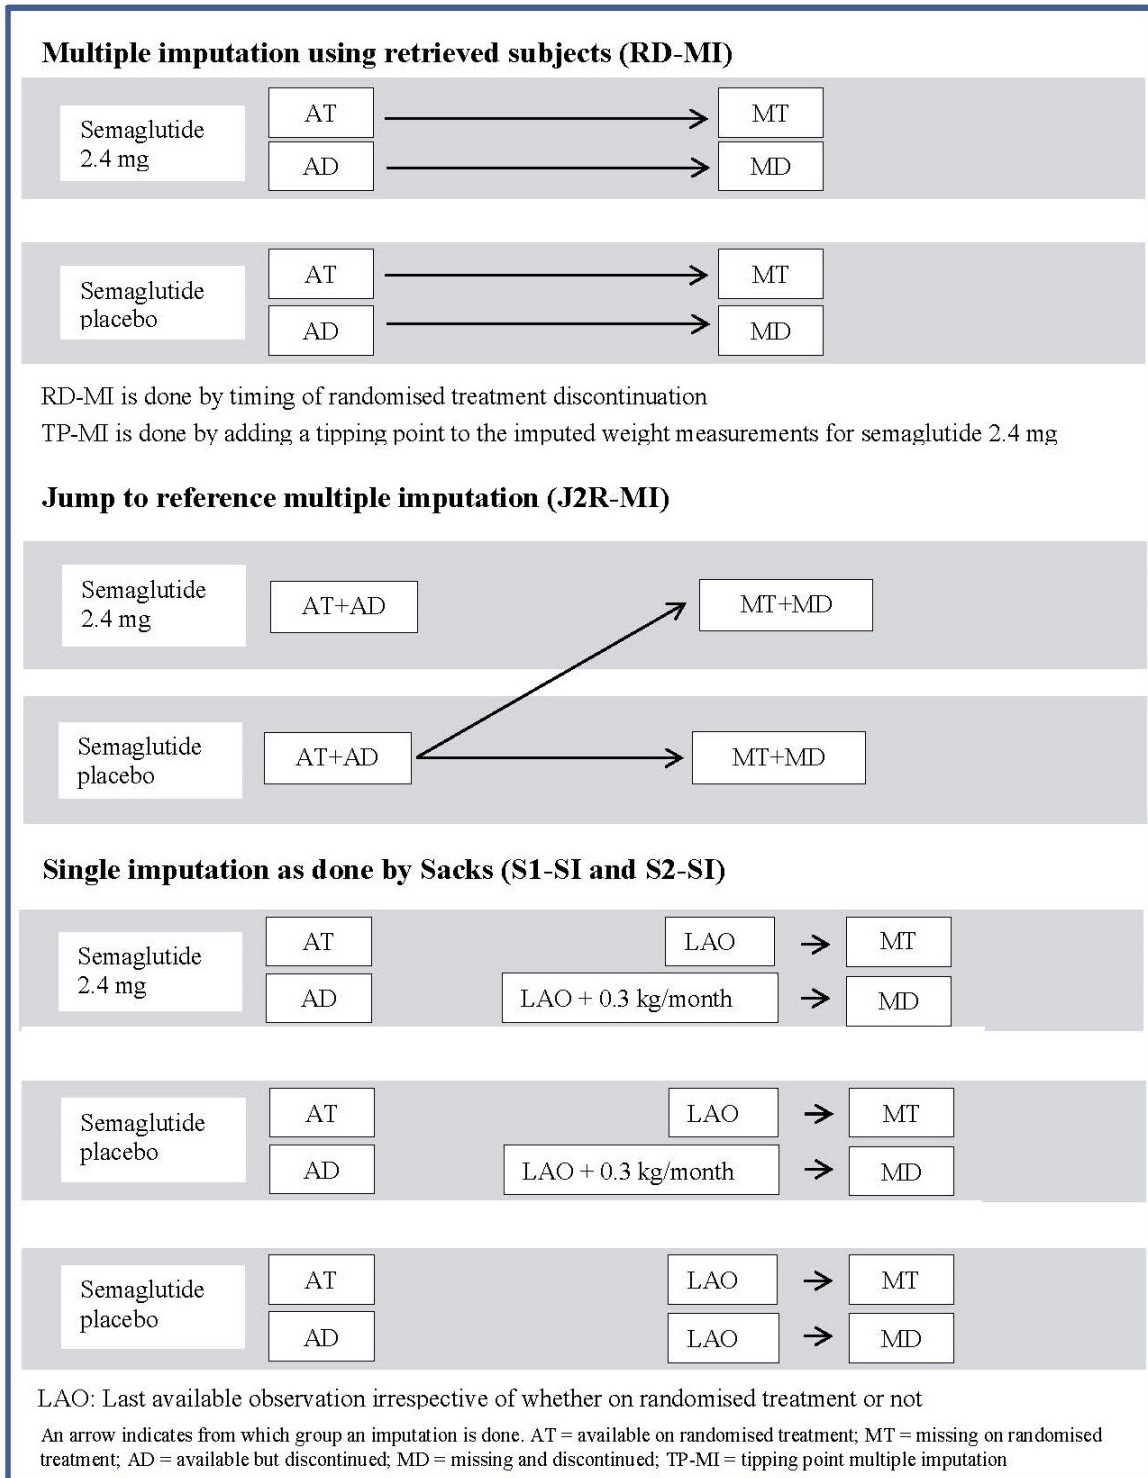 Multiple imputation using retrieved subjects (RD-MI)
Semaglutide
2.4 mg
AT
MT
AD
MD
Semaglutide
placebo
AT
MT
AD
MD
RD-MI is done by timing of randomised treatment discontinuation
TP-MI is done by adding a tipping point to the imputed weight measurements for semaglutide 2.4 mg
Jump to reference multiple imputation (J2R-MI)
Semaglutide
2.4 mg
AT+AD
MT+MD
Semaglutide
placebo
AT+AD
MT+MD
Single imputation as done by Sacks (S1-SI and S2-SI)
Semaglutide
2.4 mg
AT
LAO
MT
AD
LAO + 0.3 kg/month
MD
Semaglutide
placebo
AT
LAO
MT
AD
LAO + 0.3 kg/month
MD
Semaglutide
placebo
AT
LAO
MT
AD
LAO
MD
LAO: Last available observation irrespective of whether on randomised treatment or not
An arrow indicates from which group an imputation is done. AT = available on randomised treatment; MT = missing on randomised
treatment; AD = available but discontinued; MD = missing and discontinued; TP-MI = tipping point multiple imputation